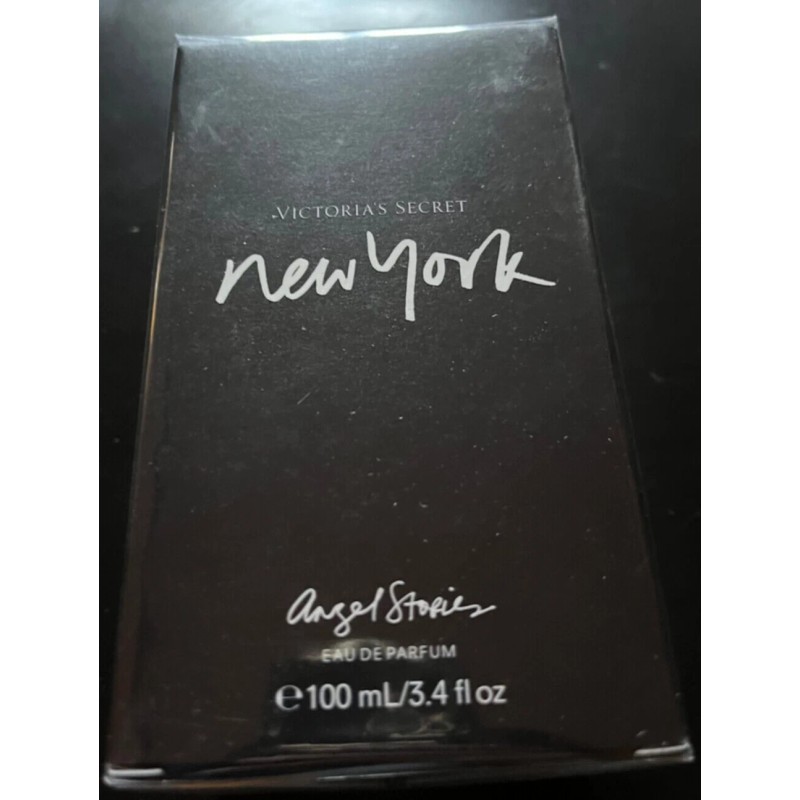 VICTORIA'S SECRET
new york
Angel Stories
EAU DE PARFUM
℮100 mL/3.4 fl oz